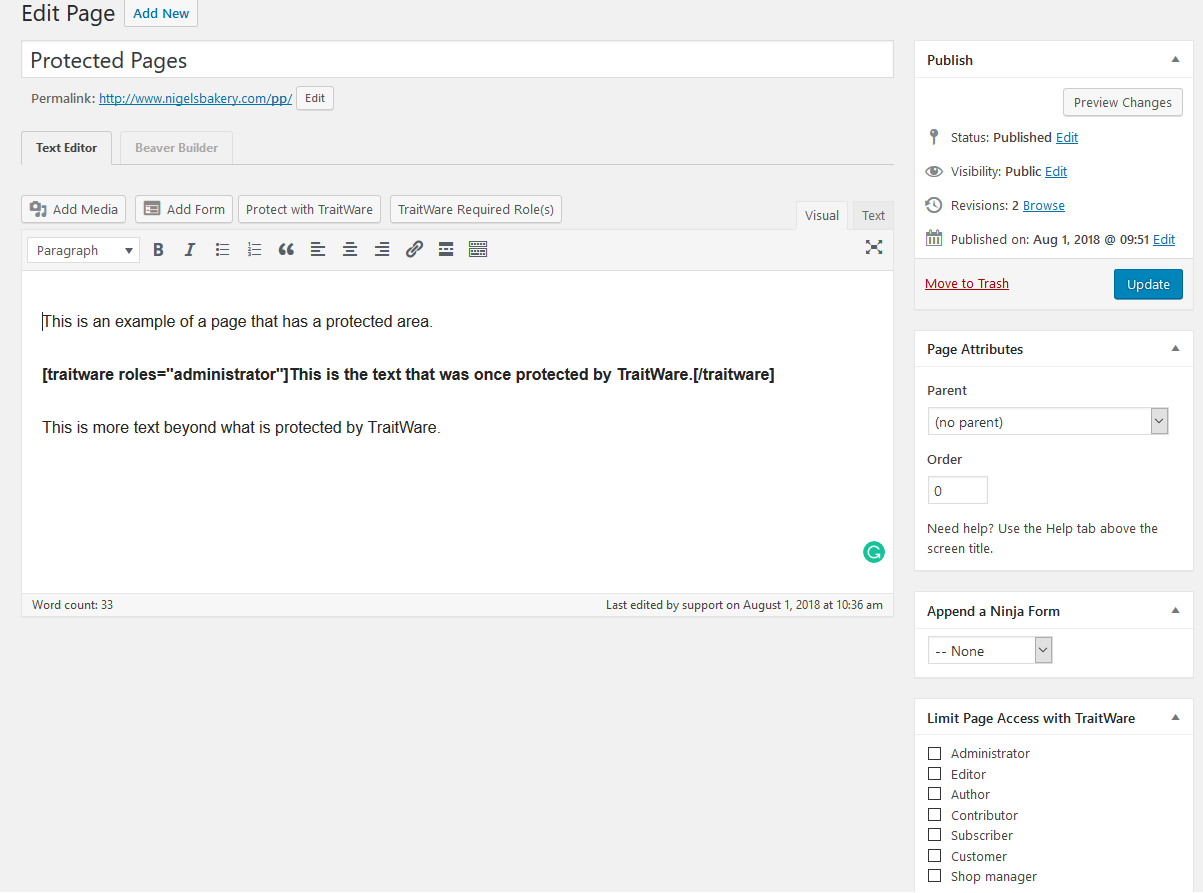 Edit Page Add New
Protected Pages
Permalink: http://www.nigelsbakery.com/pp/ Edit
Text Editor Beaver Builder
Add Media Add Form Protect with TraitWare TraitWare Required Role(s)
Visual Text
Paragraph B I
This is an example of a page that has a protected area.
[traitware roles="administrator"]This is the text that was once protected by TraitWare.[/traitware]
This is more text beyond what is protected by TraitWare.
Word count: 33 Last edited by support on August 1, 2018 at 10:36 am
Publish
Preview Changes
Status: Published Edit
Visibility: Public Edit
Revisions: 2 Browse
Published on: Aug 1, 2018 @ 09:51 Edit
Move to Trash Update
Page Attributes
Parent
(no parent)
Order
0
Need help? Use the Help tab above the
screen title.
Append a Ninja Form
-- None
Limit Page Access with TraitWare
Administrator
Editor
Author
Contributor
Subscriber
Customer
Shop manager